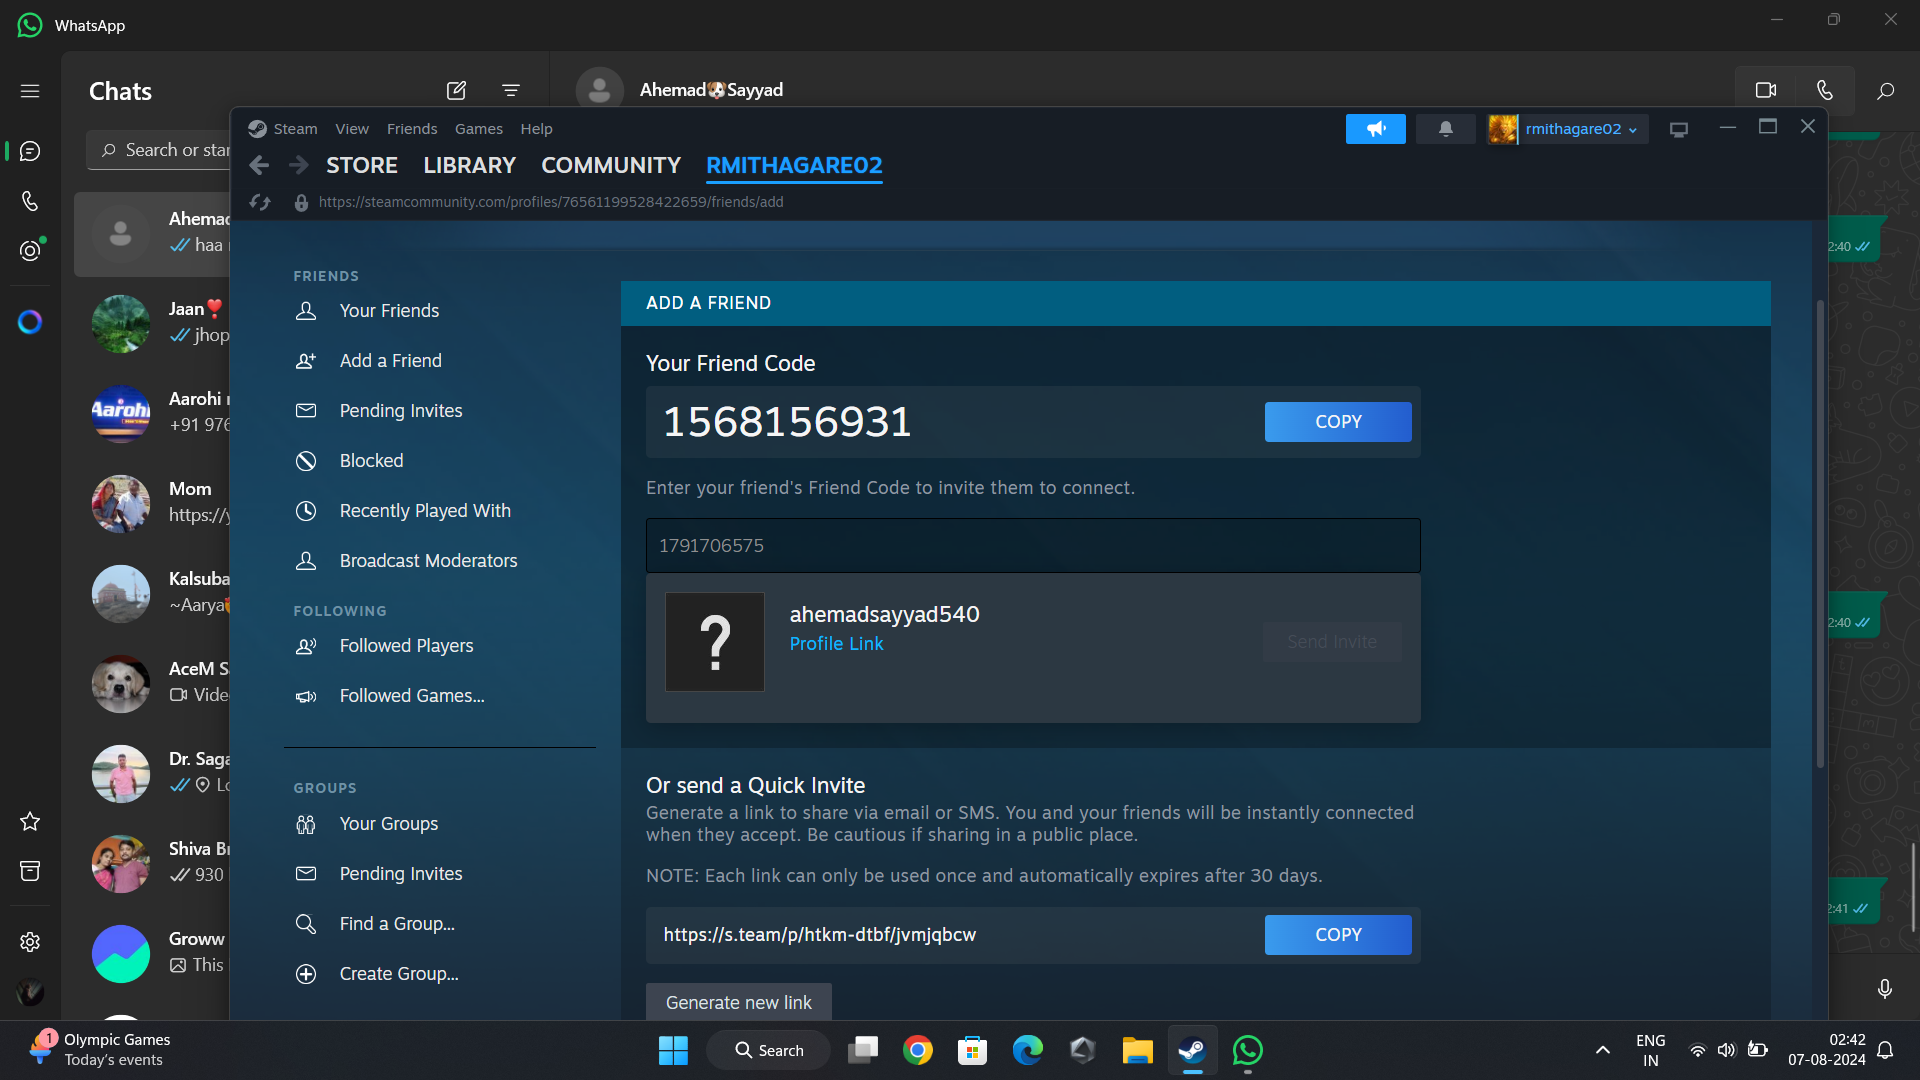 WhatsApp
Chats
Ahemad🐶Sayyad
Search or star
Ahemad
haa
Jaan❣️
jhop
Aarohi
+91 976
Mom
https://y
Kalsuba
~Aarya
AceM S
Vide
Dr. Saga
Lo
Shiva B
930
Groww
This
Steam View Friends Games Help
rmithagare02
STORE LIBRARY COMMUNITY RMITHAGARE02
https://steamcommunity.com/profiles/76561199528422659/friends/add
FRIENDS
Your Friends
Add a Friend
Pending Invites
Blocked
Recently Played With
Broadcast Moderators
FOLLOWING
Followed Players
Followed Games...
GROUPS
Your Groups
Pending Invites
Find a Group...
Create Group...
ADD A FRIEND
Your Friend Code
1568156931 COPY
Enter your friend's Friend Code to invite them to connect.
1791706575
?
ahemadsayyad540
Profile Link
Send Invite
Or send a Quick Invite
Generate a link to share via email or SMS. You and your friends will be instantly connected
when they accept. Be cautious if sharing in a public place.
NOTE: Each link can only be used once and automatically expires after 30 days.
https://s.team/p/htkm-dtbf/jvmjqbcw COPY
Generate new link
2:40
2:40
2:41
1
Olympic Games
Today's events
Search
ENG
IN
02:42
07-08-2024